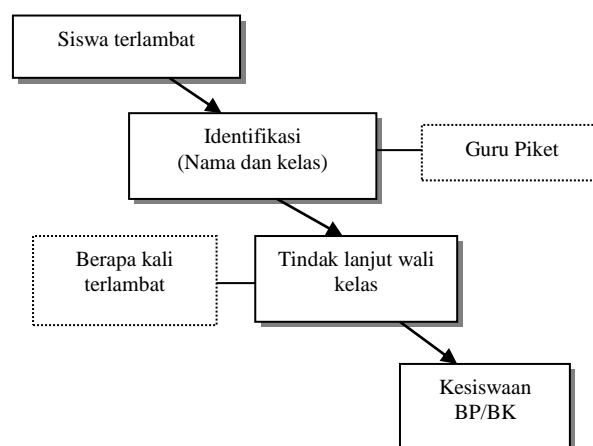 Siswa terlambat
Identifikasi
(Nama dan kelas)
Guru Piket
Berapa kali
terlambat
Tindak lanjut wali
kelas
Kesiswaan
BP/BK